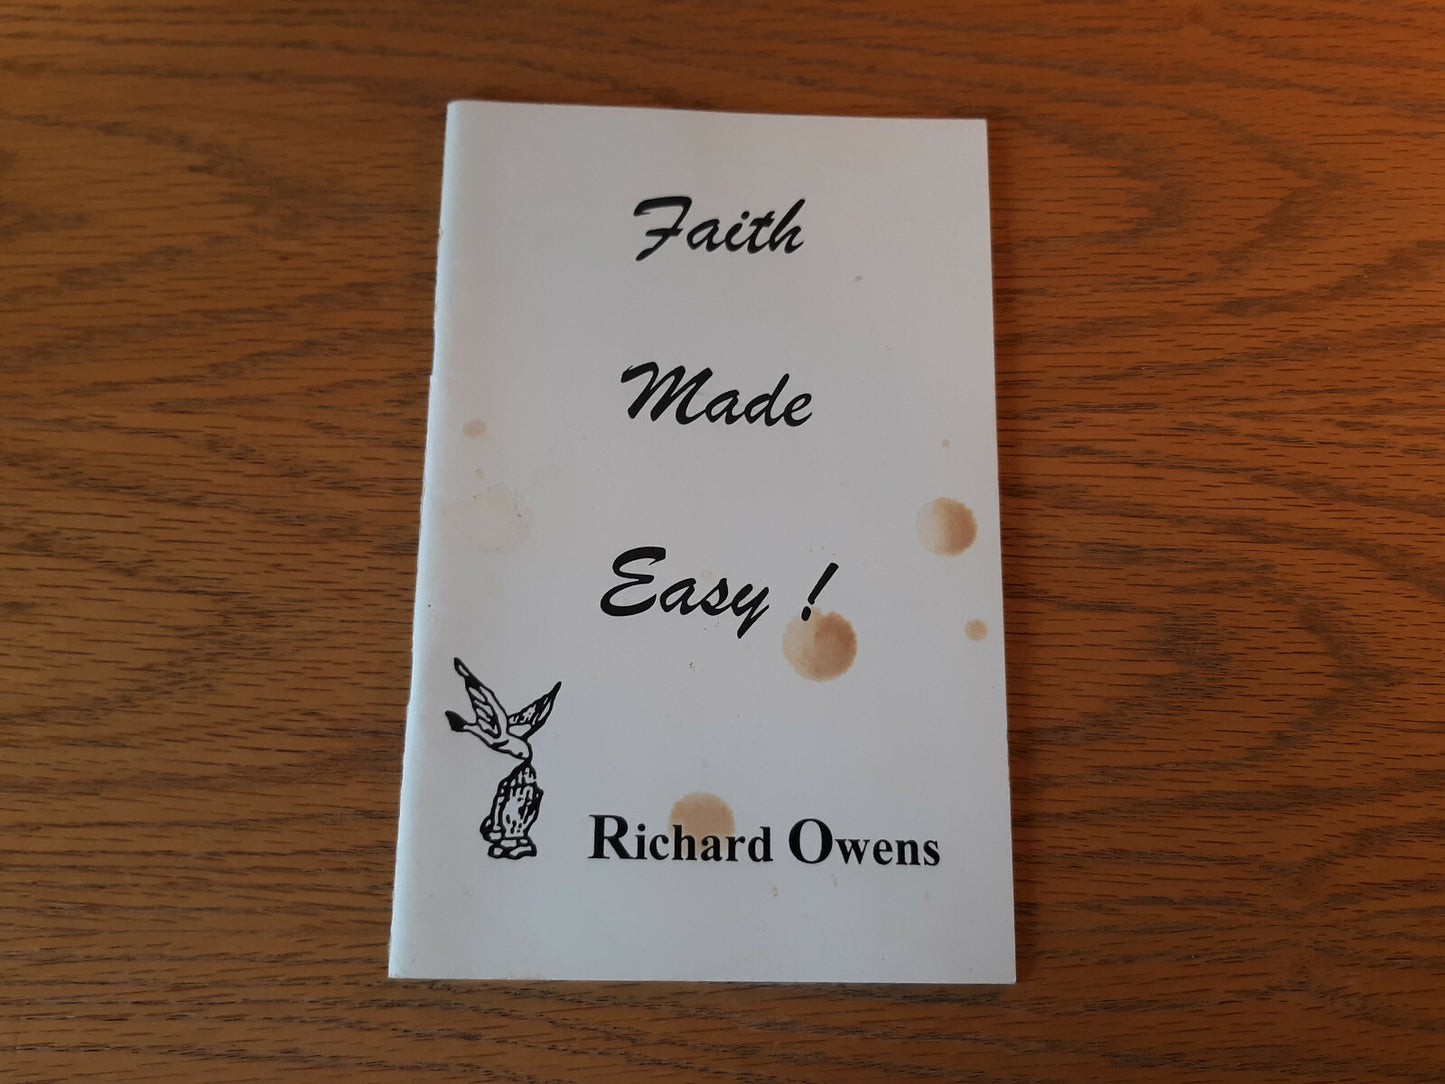 Faith
Made
Easy !
Richard Owens